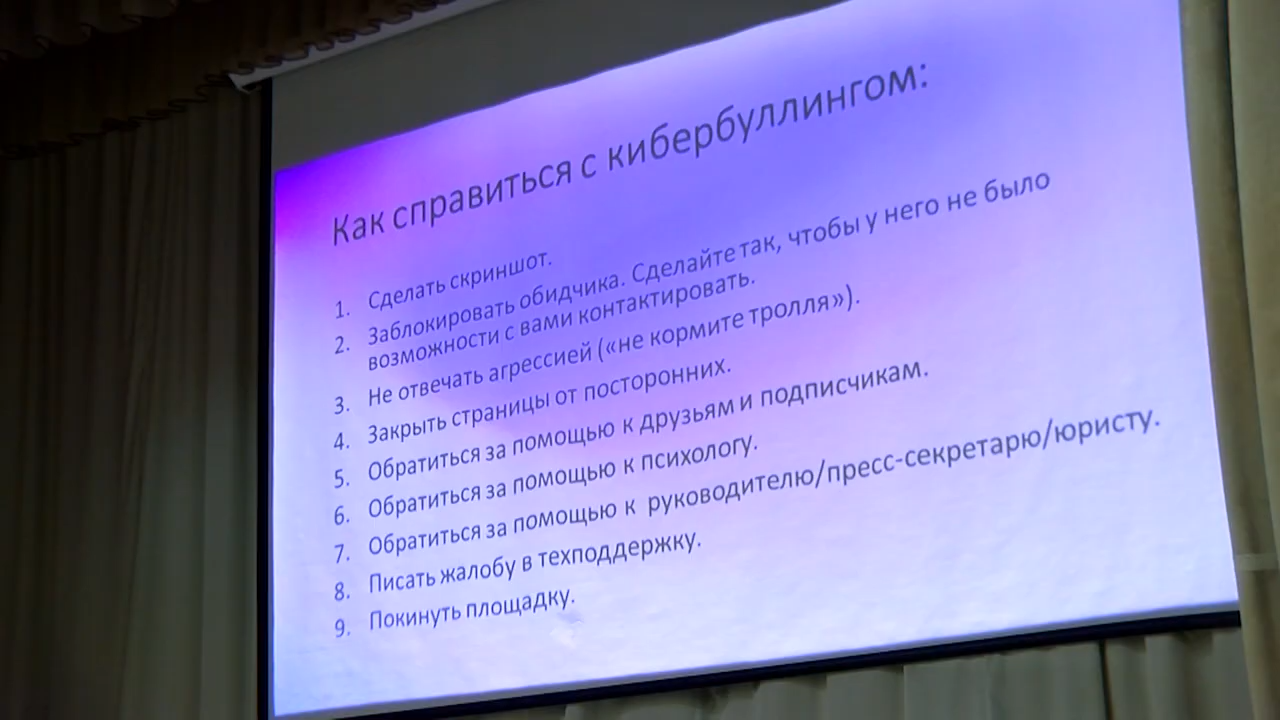 Как справиться с кибербуллингом:
1. Сделать скриншот.
2. Заблокировать обидчика. Сделайте так, чтобы у него не было
возможности с вами контактировать.
3. Не отвечать агрессией («не кормите тролля»).
4. Закрыть страницы от посторонних.
5. Обратиться за помощью к друзьям и подписчикам.
6. Обратиться за помощью к психологу.
7. Обратиться за помощью к руководителю/пресс-секретарю/юристу.
8. Писать жалобу в техподдержку.
9. Покинуть площадку.